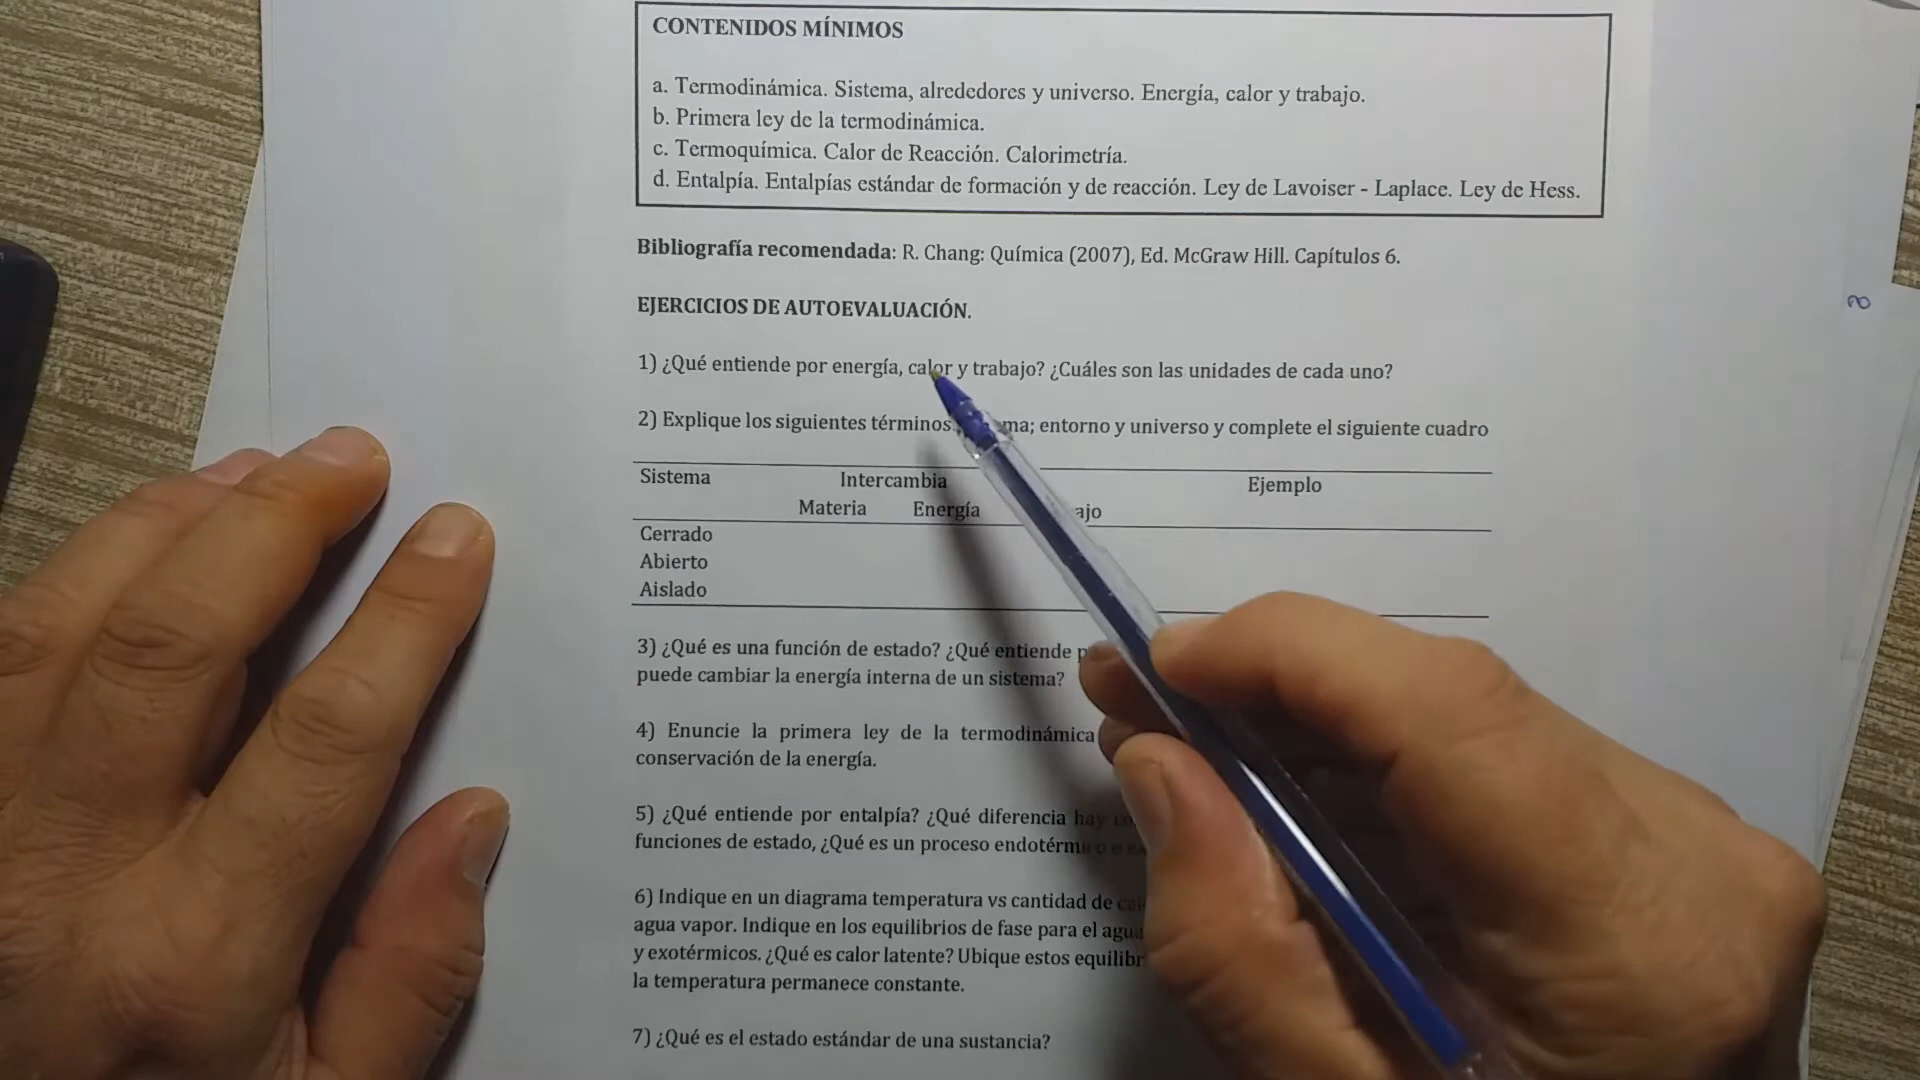 CONTENIDOS MÍNIMOS
a. Termodinámica. Sistema, alrededores y universo. Energía, calor y trabajo.
b. Primera ley de la termodinámica.
c. Termoquímica. Calor de Reacción. Calorimetría.
d. Entalpía. Entalpías estándar de formación y de reacción. Ley de Lavoiser - Laplace. Ley de Hess.
Bibliografía recomendada: R. Chang: Química (2007), Ed. McGraw Hill. Capítulos 6.
EJERCICIOS DE AUTOEVALUACIÓN.
1) ¿Qué entiende por energía, calor y trabajo? ¿Cuáles son las unidades de cada uno?
2) Explique los siguientes términos: ma; entorno y universo y complete el siguiente cuadro
Sistema Intercambia Ejemplo
Materia Energía ajo
Cerrado
Abierto
Aislado
3) ¿Qué es una función de estado? ¿Qué entiende p
puede cambiar la energía interna de un sistema?
4) Enuncie la primera ley de la termodinámica
conservación de la energía.
5) ¿Qué entiende por entalpía? ¿Qué diferencia hay
funciones de estado, ¿Qué es un proceso endotérm
6) Indique en un diagrama temperatura vs cantidad de
agua vapor. Indique en los equilibrios de fase para el agua
y exotérmicos. ¿Qué es calor latente? Ubique estos equilibr
la temperatura permanece constante.
7) ¿Qué es el estado estándar de una sustancia?